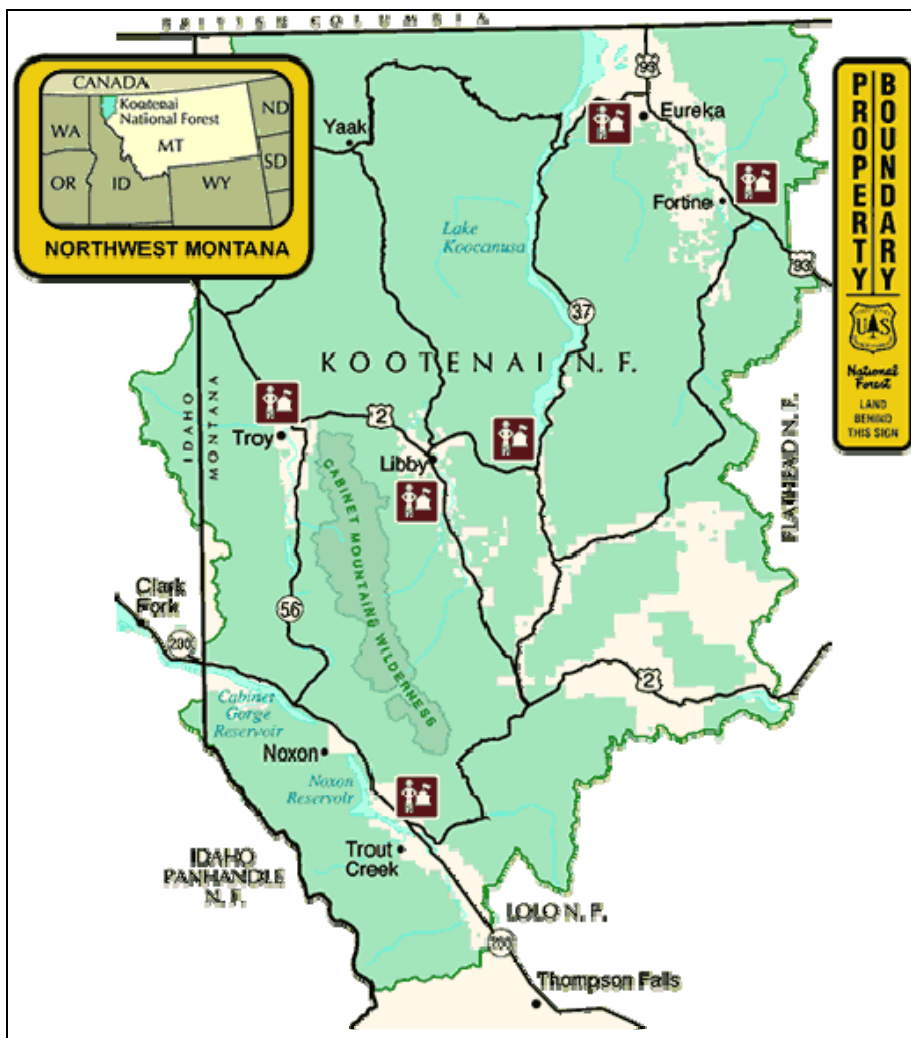 BRITISH COLUMBIA
CANADA
Kootenai
National Forest
WA
MT
ND
SD
OR
ID
WY
NORTHWEST MONTANA
PROPERTY
BOUNDARY
U S
National
Forest
LAND
BEHIND
THIS SIGN
93
Eureka
Yaak
Fortine
Lake
Koocanusa
93
37
KOOTENAI N. F.
IDAHO
MONTANA
2
Troy
Libby
CABINET MOUNTAING WILDERNESS
FLATHEAD N. F.
Clark
Fork
56
200
2
Cabinet
Gorge
Reservoir
Noxon
Noxon
Reservoir
Trout
Creek
IDAHO
PANHANDLE
N. F.
LOLO N. F.
200
Thompson Falls